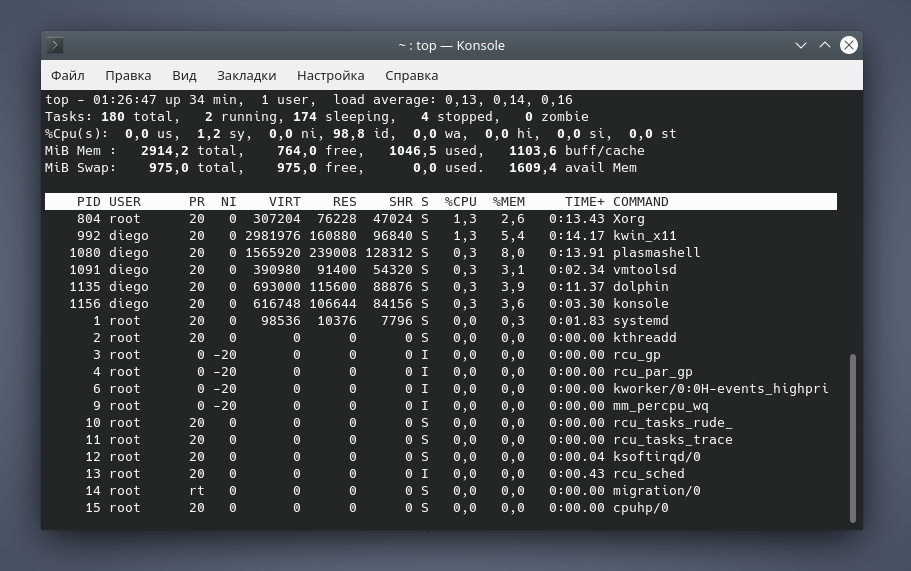 ~ : top — Konsole
Файл Правка Вид Закладки Настройка Справка
top - 01:26:47 up 34 min,  1 user,  load average: 0,13, 0,14, 0,16
Tasks: 180 total,   2 running, 174 sleeping,   4 stopped,   0 zombie
%Cpu(s):  0,0 us,  1,2 sy,  0,0 ni, 98,8 id,  0,0 wa,  0,0 hi,  0,0 si,  0,0 st
MiB Mem :   2914,2 total,    764,0 free,   1046,5 used,   1103,6 buff/cache
MiB Swap:    975,0 total,    975,0 free,      0,0 used.   1609,4 avail Mem
PID USER      PR  NI    VIRT    RES    SHR S  %CPU  %MEM     TIME+ COMMAND
804 root      20   0  307204  76228  47024 S   1,3   2,6   0:13.43 Xorg
992 diego     20   0 2981976 160880  96840 S   1,3   5,4   0:14.17 kwin_x11
1080 diego     20   0 1565920 239008 128312 S   0,3   8,0   0:13.91 plasmashell
1091 diego     20   0  390980  91400  54320 S   0,3   3,1   0:02.34 vmtoolsd
1135 diego     20   0  693000 115600  88876 S   0,3   3,9   0:11.37 dolphin
1156 diego     20   0  616748 106644  84156 S   0,3   3,6   0:03.30 konsole
1 root      20   0   98536  10376   7796 S   0,0   0,3   0:01.83 systemd
2 root      20   0       0      0      0 S   0,0   0,0   0:00.00 kthreadd
3 root       0 -20       0      0      0 I   0,0   0,0   0:00.00 rcu_gp
4 root       0 -20       0      0      0 I   0,0   0,0   0:00.00 rcu_par_gp
6 root       0 -20       0      0      0 I   0,0   0,0   0:00.00 kworker/0:0H-events_highpri
9 root       0 -20       0      0      0 I   0,0   0,0   0:00.00 mm_percpu_wq
10 root      20   0       0      0      0 S   0,0   0,0   0:00.00 rcu_tasks_rude_
11 root      20   0       0      0      0 S   0,0   0,0   0:00.00 rcu_tasks_trace
12 root      20   0       0      0      0 S   0,0   0,0   0:00.04 ksoftirqd/0
13 root      20   0       0      0      0 I   0,0   0,0   0:00.43 rcu_sched
14 root      rt   0       0      0      0 S   0,0   0,0   0:00.00 migration/0
15 root      20   0       0      0      0 S   0,0   0,0   0:00.00 cpuhp/0